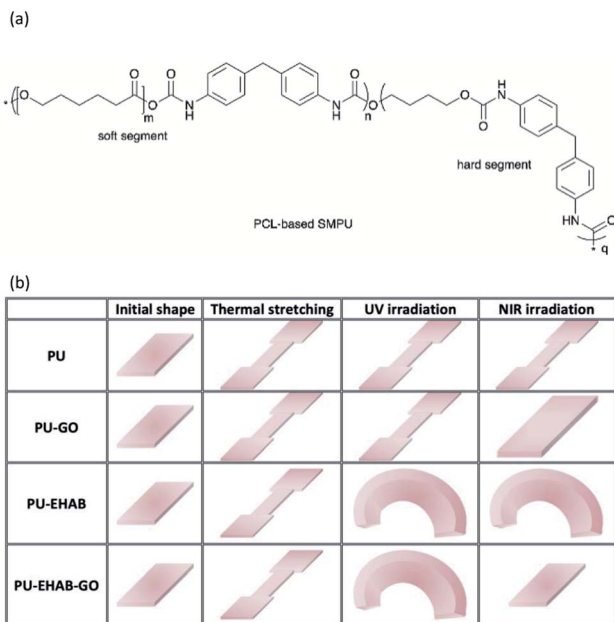 (a)
O
O
O
O
O
O
H
N
*
O
m
O
N
H
n
O
O
N
H
soft segment
hard segment
PCL-based SMPU
NH
O
* q
(b)
Initial shape Thermal stretching UV irradiation NIR irradiation
PU
PU-GO
PU-EHAB
PU-EHAB-GO